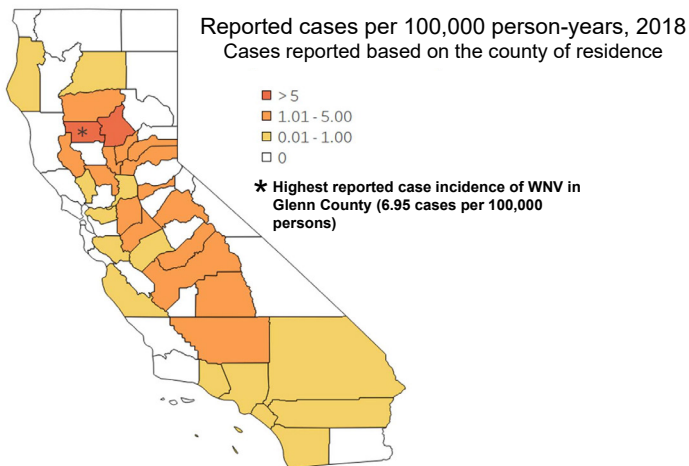 Reported cases per 100,000 person-years, 2018
Cases reported based on the county of residence
> 5
1.01 - 5.00
0.01 - 1.00
0
* Highest reported case incidence of WNV in
Glenn County (6.95 cases per 100,000
persons)
*